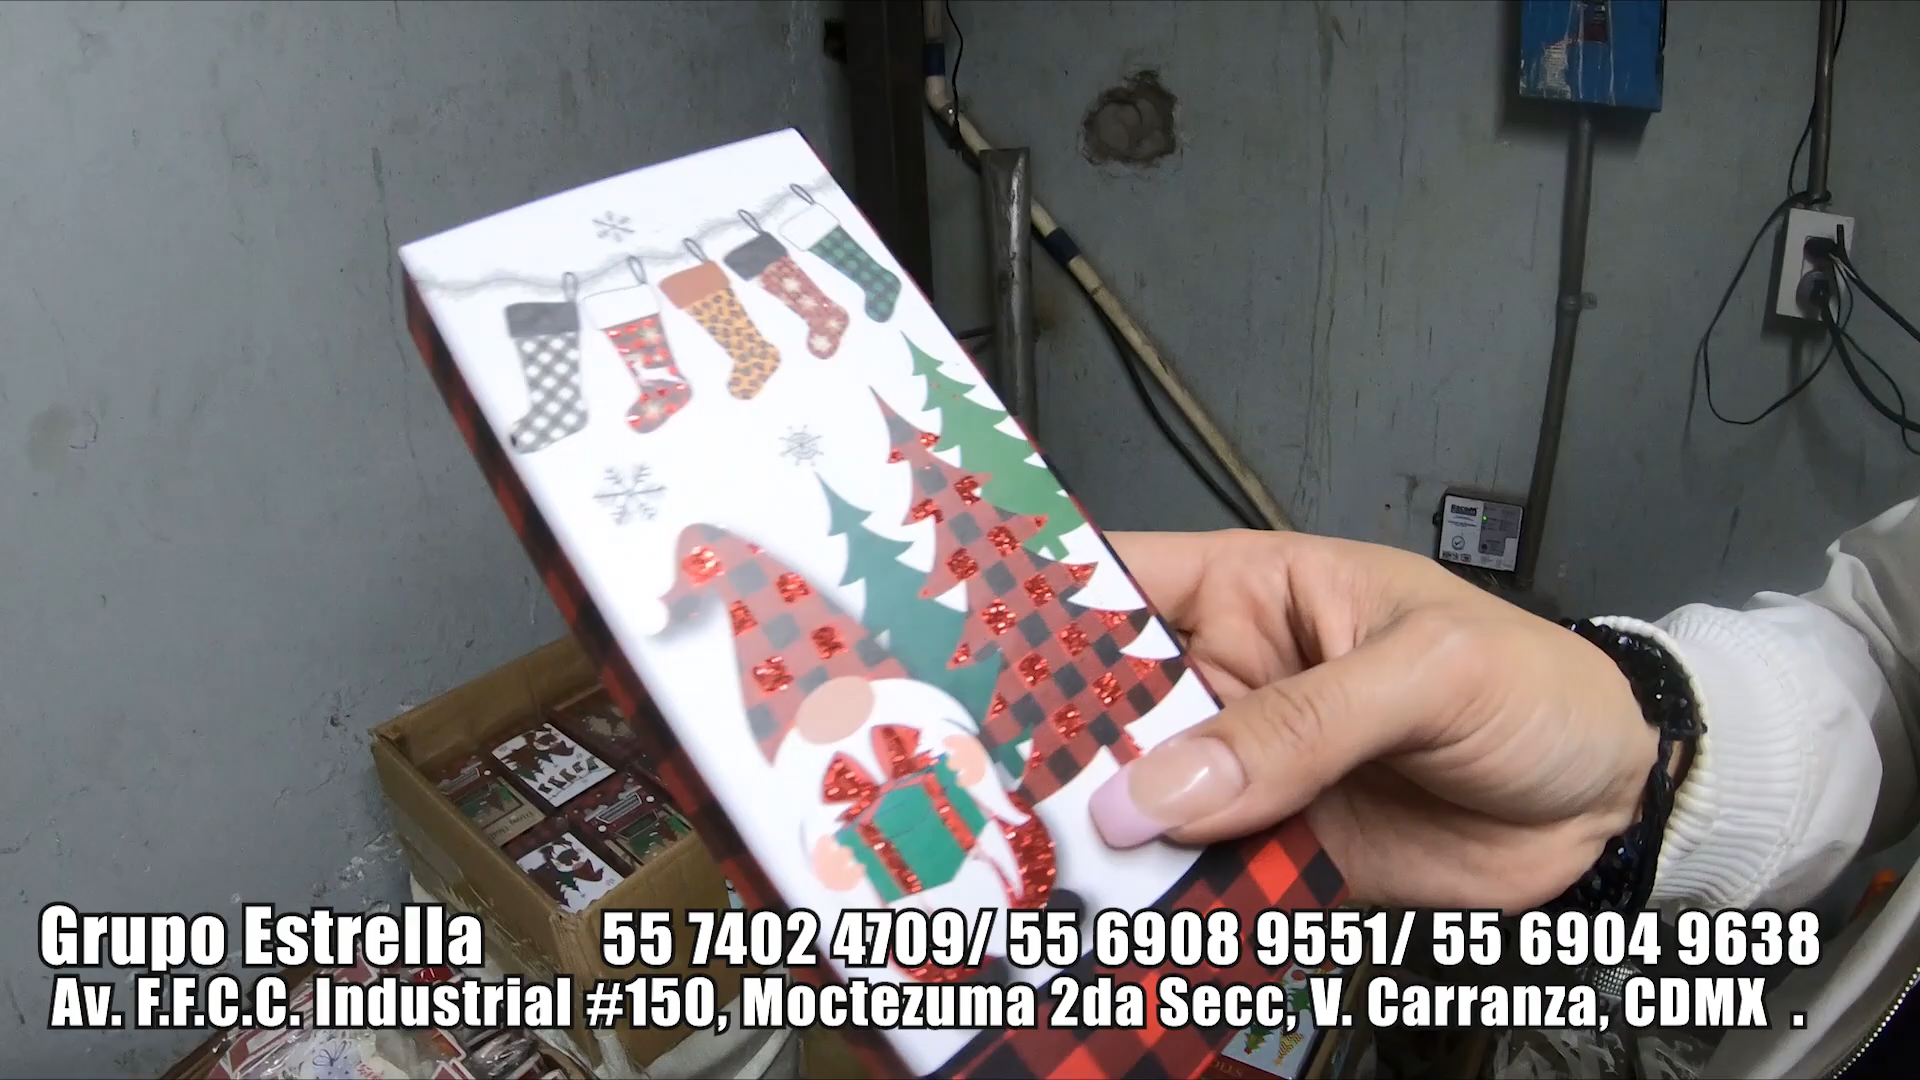 Grupo Estrella 55 7402 4709/ 55 6908 9551/ 55 6904 9638
Av. F.F.C.C. Industrial #150, Moctezuma 2da Secc, V. Carranza, CDMX .